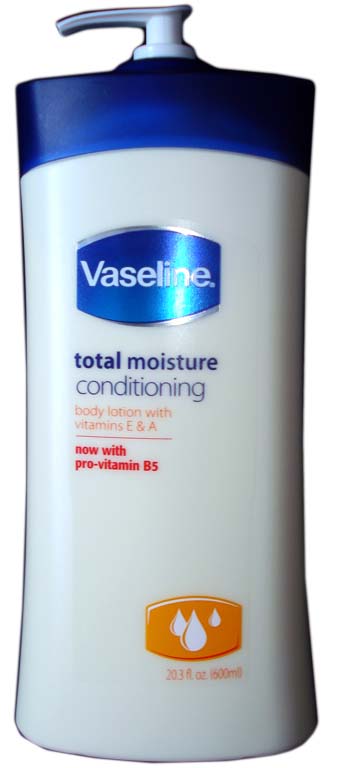 Vaseline.
total moisture
conditioning
body lotion with
vitamins E & A
now with
pro-vitamin B5
20.3 fl. oz. (600ml)